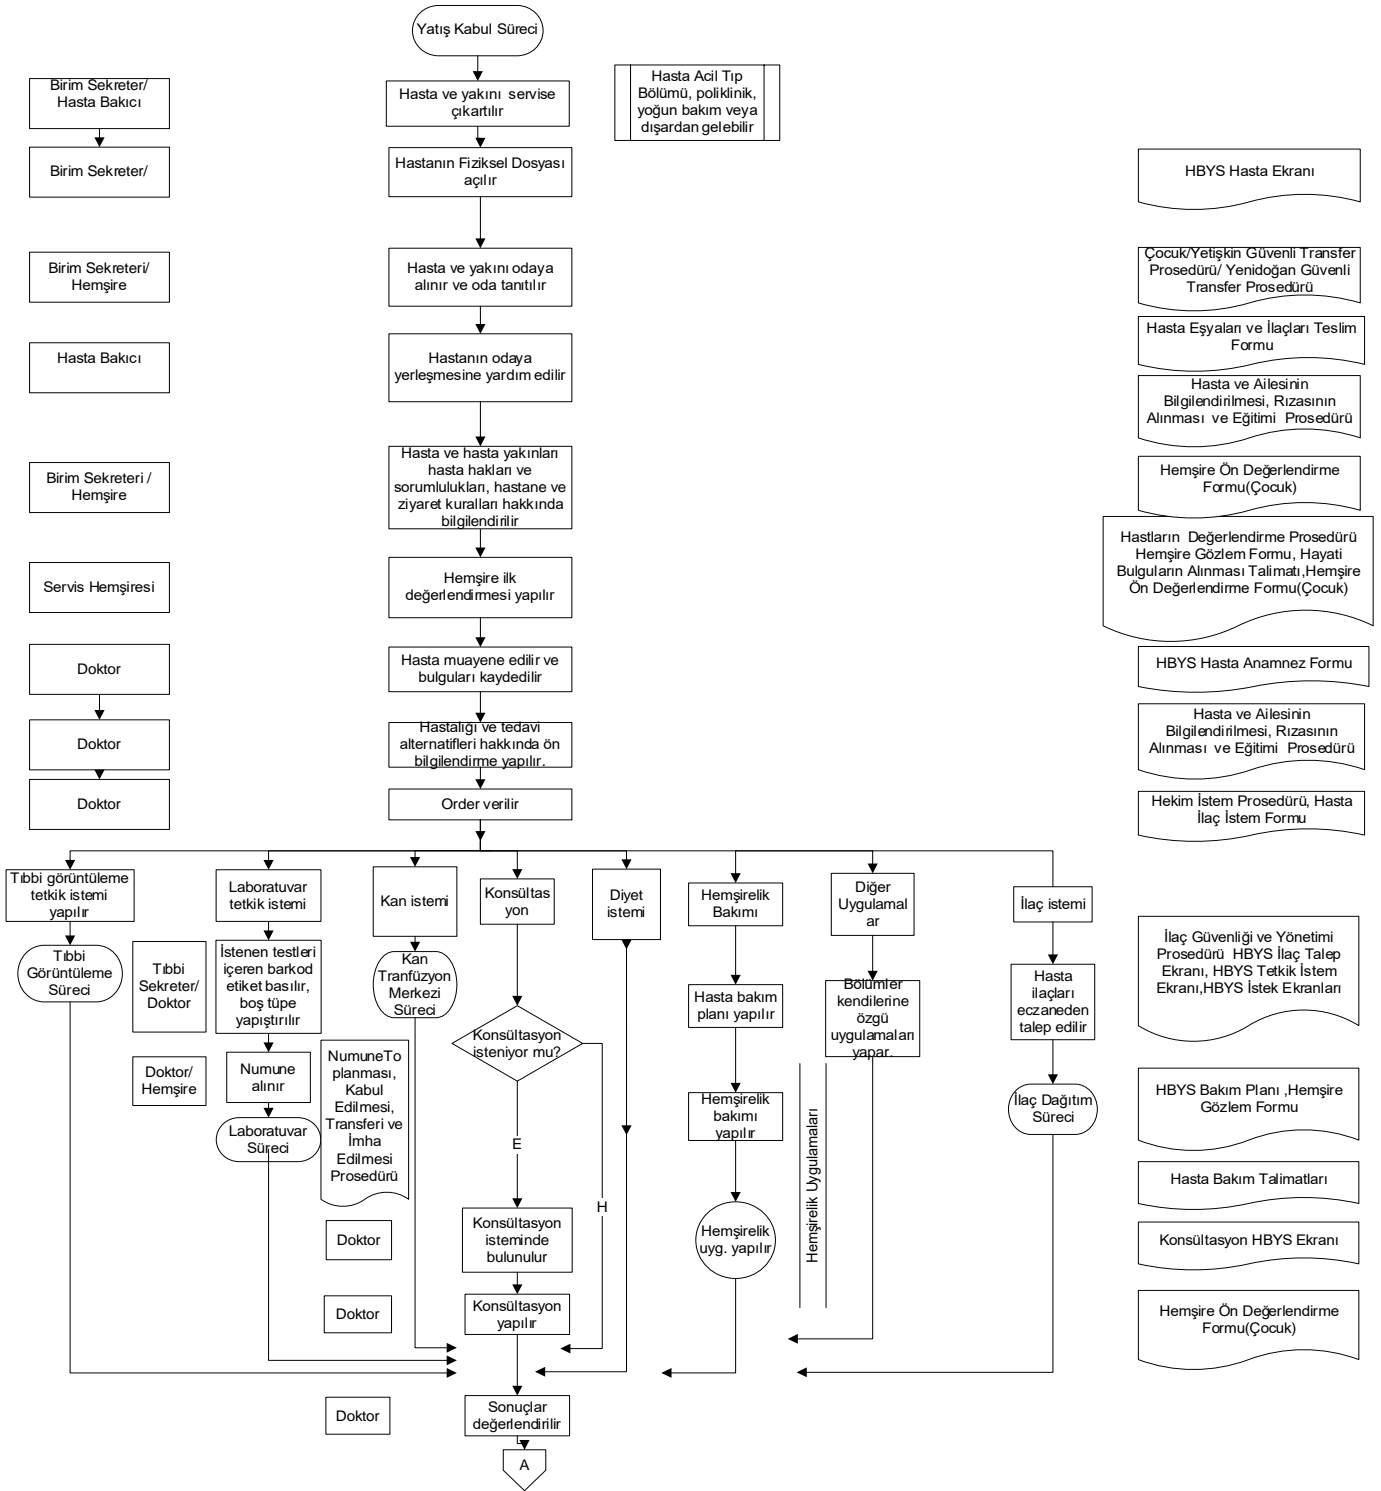 Yatış Kabul Süreci
Birim Sekreter/
Hasta Bakıcı
Hasta ve yakını servise
çıkartılır
Hasta Acil Tıp
Bölümü, poliklinik,
yoğun bakım veya
dışardan gelebilir
Birim Sekreter/
Hastanın Fiziksel Dosyası
açılır
HBYS Hasta Ekranı
Birim Sekreteri/
Hemşire
Hasta ve yakını odaya
alınır ve oda tanıtılır
Çocuk/Yetişkin Güvenli Transfer
Prosedürü/ Yenidoğan Güvenli
Transfer Prosedürü
Hasta Bakıcı
Hastanın odaya
yerleşmesine yardım edilir
Hasta Eşyaları ve İlaçları Teslim
Formu
Hasta ve Ailesinin
Bilgilendirilmesi, Rızasının
Alınması ve Eğitimi Prosedürü
Birim Sekreteri /
Hemşire
Hasta ve hasta yakınları
hasta hakları ve
sorumlulukları, hastane ve
ziyaret kuralları hakkında
bilgilendirilir
Hemşire Ön Değerlendirme
Formu(Çocuk)
Servis Hemşiresi
Hemşire ilk
değerlendirmesi yapılır
Hastların Değerlendirme Prosedürü
Hemşire Gözlem Formu, Hayati
Bulguların Alınması Talimatı,Hemşire
Ön Değerlendirme Formu(Çocuk)
Doktor
Hasta muayene edilir ve
bulguları kaydedilir
HBYS Hasta Anamnez Formu
Doktor
Hastalığı ve tedavi
alternatifleri hakkında ön
bilgilendirme yapılır.
Hasta ve Ailesinin
Bilgilendirilmesi, Rızasının
Alınması ve Eğitimi Prosedürü
Doktor
Order verilir
Hekim İstem Prosedürü, Hasta
İlaç İstem Formu
Tıbbi görüntüleme
tetkik istemi
yapılır
Laboratuvar
tetkik istemi
Kan istemi
Konsültas
yon
Diyet
istemi
Hemşirelik
Bakımı
Diğer
Uygulamal
ar
İlaç istemi
Tıbbi
Görüntüleme
Süreci
Tıbbi
Sekreter/
Doktor
İstenen testleri
içeren barkod
etiket basılır,
boş tüpe
yapıştırılır
Kan
Tranfüzyon
Merkezi
Süreci
Hasta bakım
planı yapılır
Bölümler
kendilerine
özgü
uygulamaları
yapar.
Hasta
ilaçları
eczaneden
talep edilir
İlaç Güvenliği ve Yönetimi
Prosedürü HBYS İlaç Talep
Ekranı, HBYS Tetkik İstem
Ekranı,HBYS İstek Ekranları
Konsültasyon
isteniyor mu?
Doktor/
Hemşire
Numune
alınır
NumuneTo
planması,
Kabul
Edilmesi,
Transferi ve
İmha
Edilmesi
Prosedürü
Hemşirelik
bakımı
yapılır
İlaç Dağıtım
Süreci
HBYS Bakım Planı ,Hemşire
Gözlem Formu
Laboratuvar
Süreci
E
H
Hemşirelik Uygulamaları
Hasta Bakım Talimatları
Doktor
Konsültasyon
isteminde
bulunulur
Hemşirelik
uyg. yapılır
Konsültasyon HBYS Ekranı
Doktor
Konsültasyon
yapılır
Hemşire Ön Değerlendirme
Formu(Çocuk)
Doktor
Sonuçlar
değerlendirilir
A